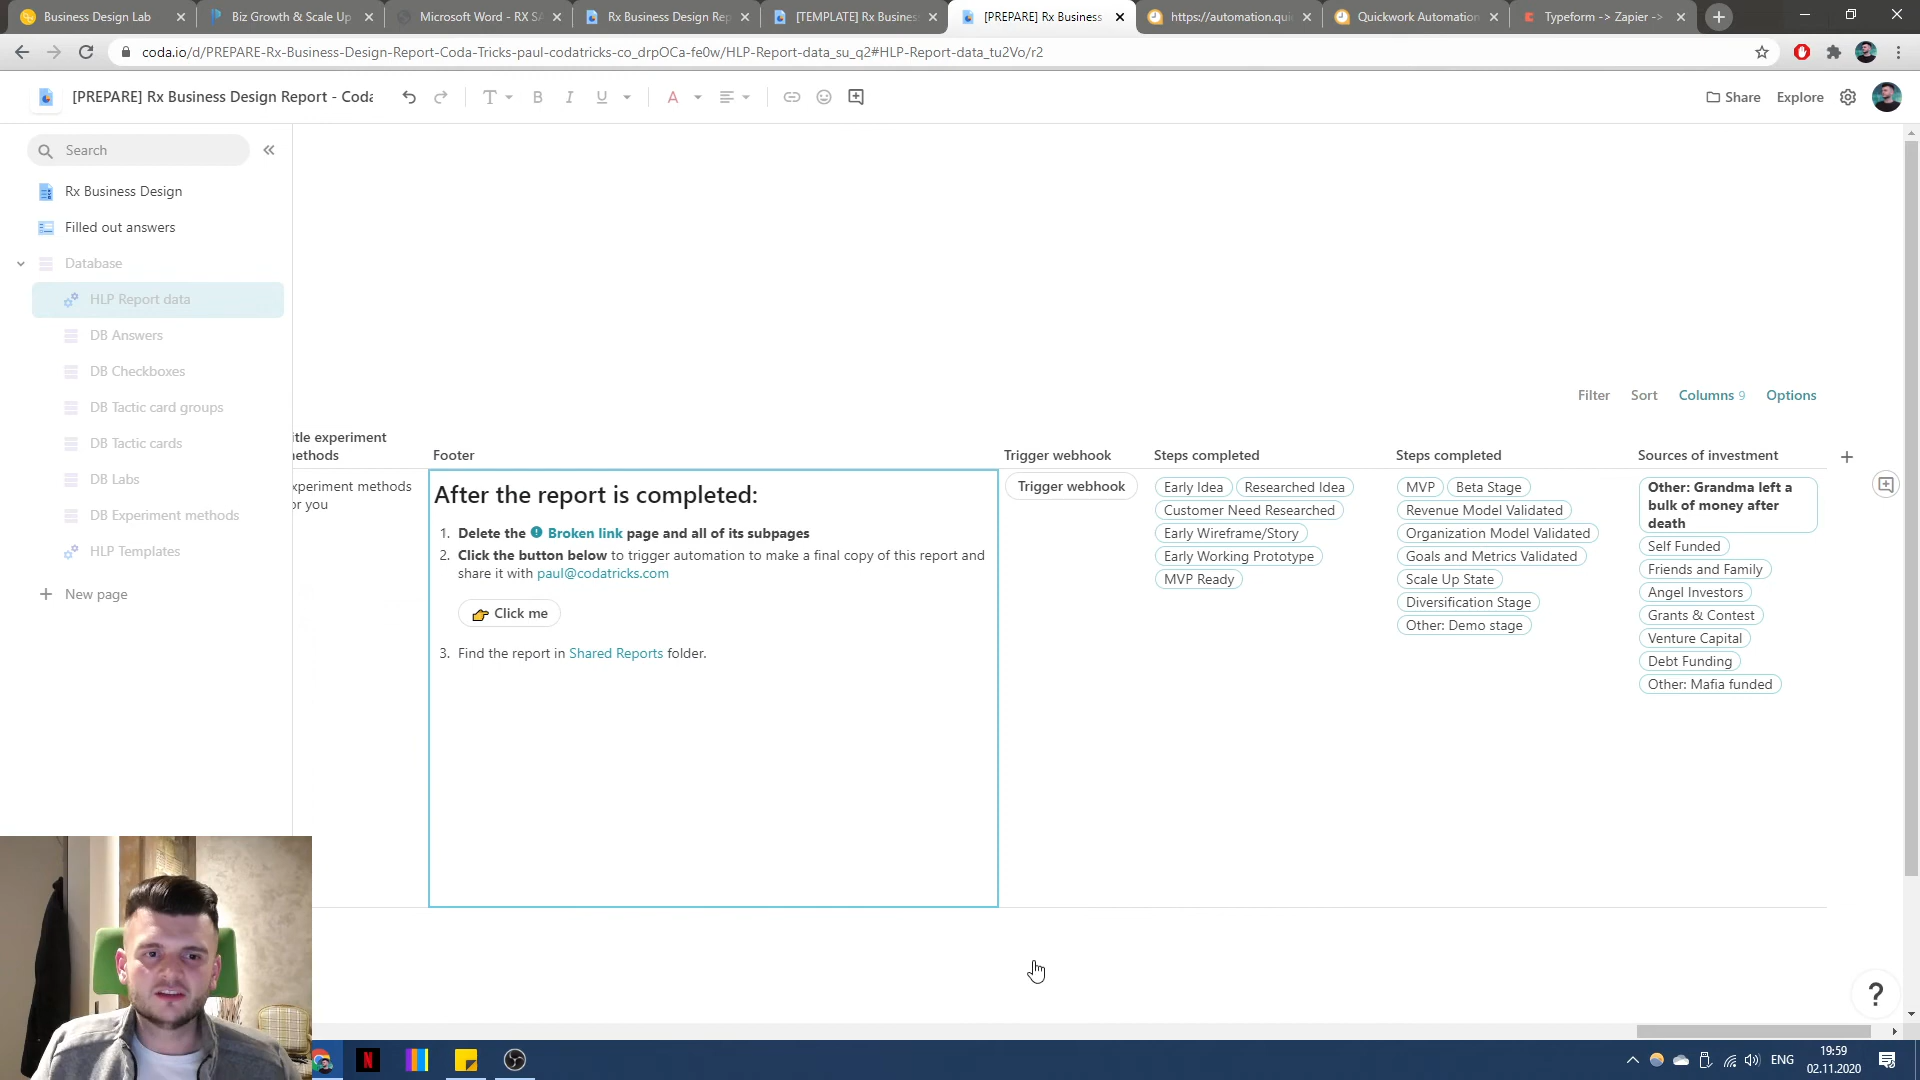 Business Design Lab
Biz Growth & Scale Up
Microsoft Word - RX SA
Rx Business Design Rep
[TEMPLATE] Rx Business
[PREPARE] Rx Business
https://automation.qui
Quickwork Automation
Typeform -> Zapier ->
coda.io/d/PREPARE-Rx-Business-Design-Report-Coda-Tricks-paul-codatricks-co_drpOCa-fe0w/HLP-Report-data_su_q2#HLP-Report-data_tu2Vo/r2
[PREPARE] Rx Business Design Report - Coda
T
B
I
U
A
Share
Explore
Search
Rx Business Design
Filled out answers
Database
HLP Report data
DB Answers
DB Checkboxes
DB Tactic card groups
DB Tactic cards
DB Labs
DB Experiment methods
HLP Templates
New page
Filter
Sort
Columns 9
Options
itle experiment
ethods
Footer
Trigger webhook
Steps completed
Steps completed
Sources of investment
xperiment methods
or you
After the report is completed:
1. Delete the Broken link page and all of its subpages
2. Click the button below to trigger automation to make a final copy of this report and
share it with paul@codatricks.com
👉 Click me
3. Find the report in Shared Reports folder.
Trigger webhook
Early Idea
Researched Idea
Customer Need Researched
Early Wireframe/Story
Early Working Prototype
MVP Ready
MVP
Beta Stage
Revenue Model Validated
Organization Model Validated
Goals and Metrics Validated
Scale Up State
Diversification Stage
Other: Demo stage
Other: Grandma left a
bulk of money after
death
Self Funded
Friends and Family
Angel Investors
Grants & Contest
Venture Capital
Debt Funding
Other: Mafia funded
?
N
ENG
19:59
02.11.2020